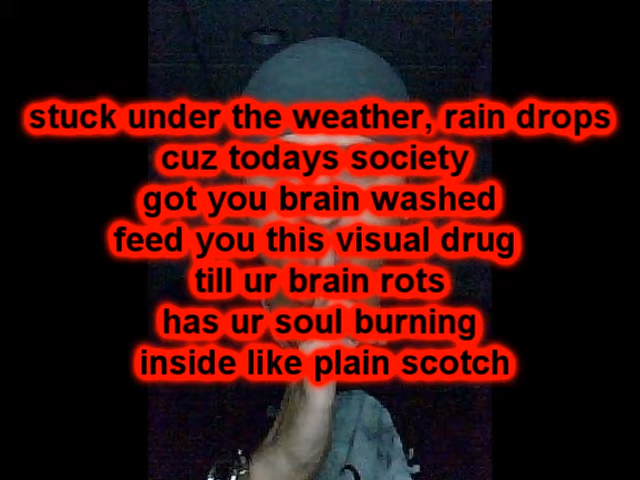 stuck under the weather, rain drops
cuz todays society
got you brain washed
feed you this visual drug
till ur brain rots
has ur soul burning
inside like plain scotch